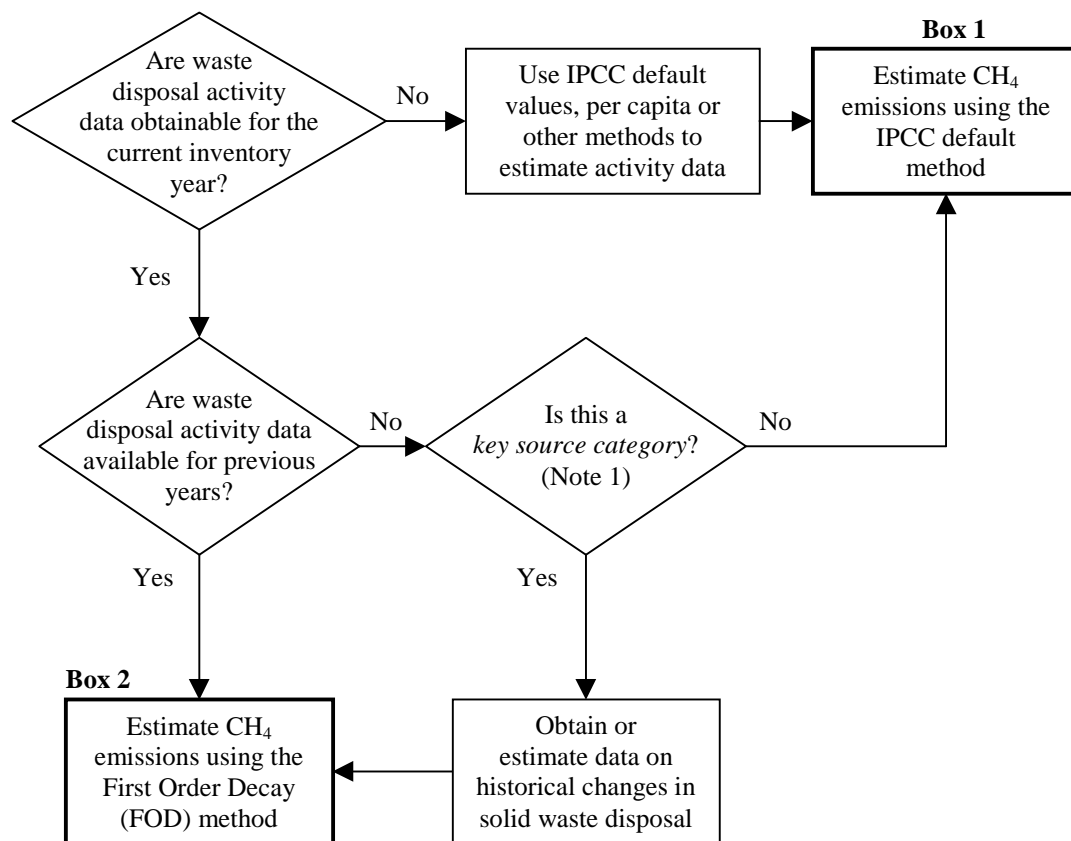 Box 1
Are waste
disposal activity
data obtainable for the
current inventory
year?
No
Use IPCC default
values, per capita or
other methods to
estimate activity data
Estimate CH₄
emissions using the
IPCC default
method
Yes
Are waste
disposal activity data
available for previous
years?
No
Is this a
key source category?
(Note 1)
No
Yes
Yes
Box 2
Estimate CH₄
emissions using the
First Order Decay
(FOD) method
Obtain or
estimate data on
historical changes in
solid waste disposal